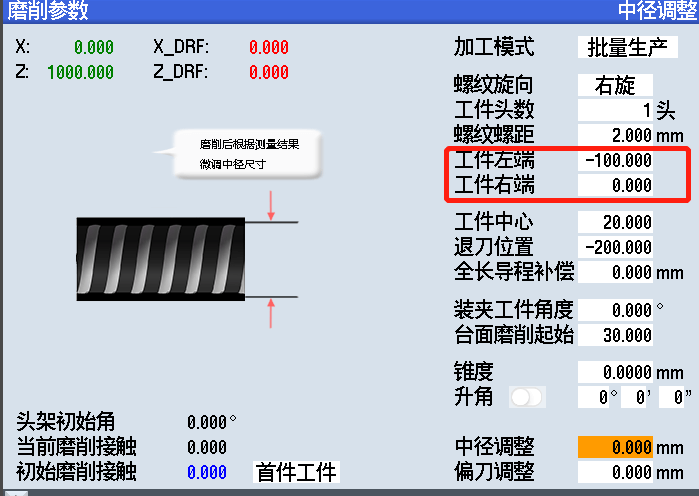 磨削参数 中径调整
X: 0.000 X_DRF: 0.000
Z: 1000.000 Z_DRF: 0.000
磨削后根据测量结果
微调中径尺寸
头架初始角 0.000°
当前磨削接触 0.000
初始磨削接触 0.000 首件工件
加工模式 批量生产
螺纹旋向 右旋
工件头数 1 头
螺纹螺距 2.000 mm
工件左端 -100.000
工件右端 0.000
工件中心 20.000
退刀位置 -200.000
全长导程补偿 0.000 mm
装夹工件角度 0.000 °
台面磨削起始 30.000
锥度 0.0000 mm
升角 0° 0' 0"
中径调整 0.000 mm
偏刀调整 0.000 mm